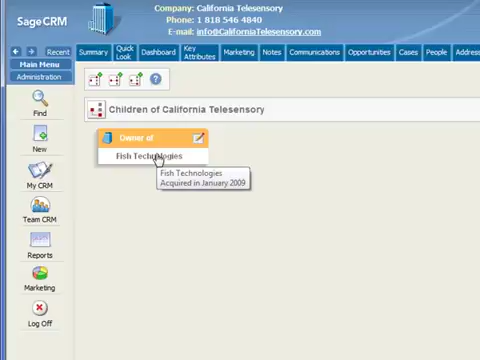 SageCRM
Company: California Telesensory
Phone: 1 818 546 4840
E-mail: info@CaliforniaTelesensory.com
Recent
Summary
Quick Look
Dashboard
Key Attributes
Marketing
Notes
Communications
Opportunities
Cases
People
Address
Main Menu
Administration
Find
New
My CRM
Team CRM
Reports
Marketing
Log Off
Children of California Telesensory
Owner of
Fish Technologies
Fish Technologies
Acquired in January 2009